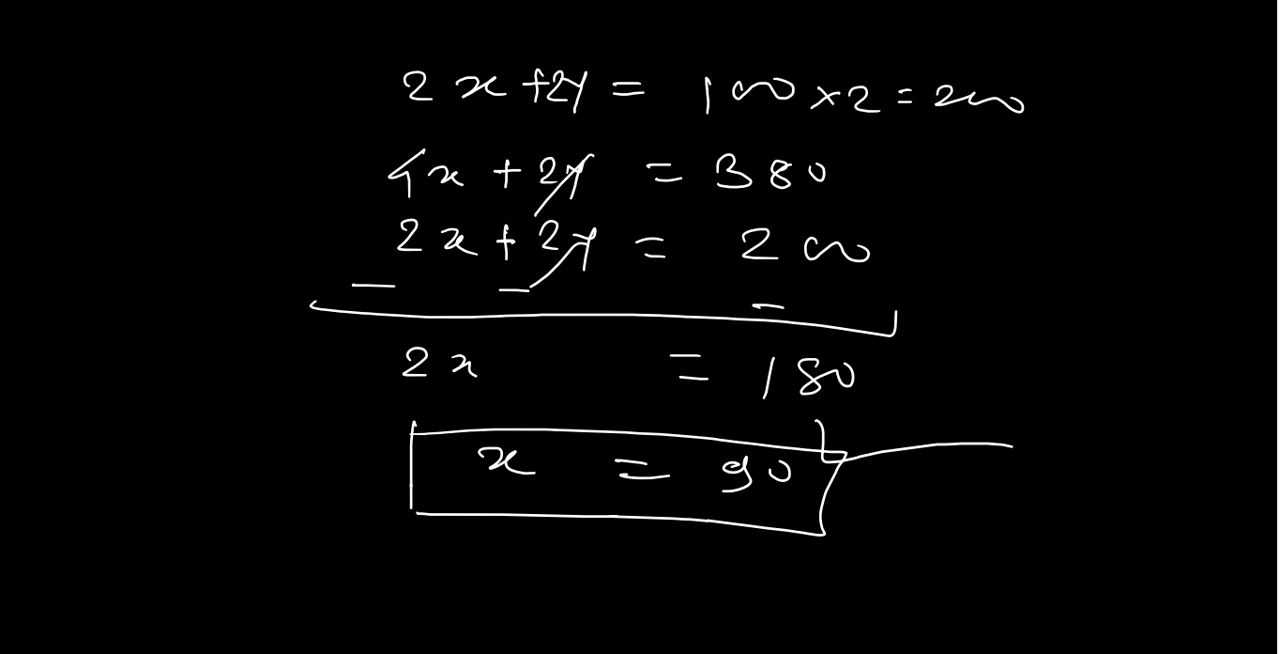 2x+2y = 100×2=200
4x + 2y = 380
2x + 2y = 200
− − −
2x = 180
x = 90